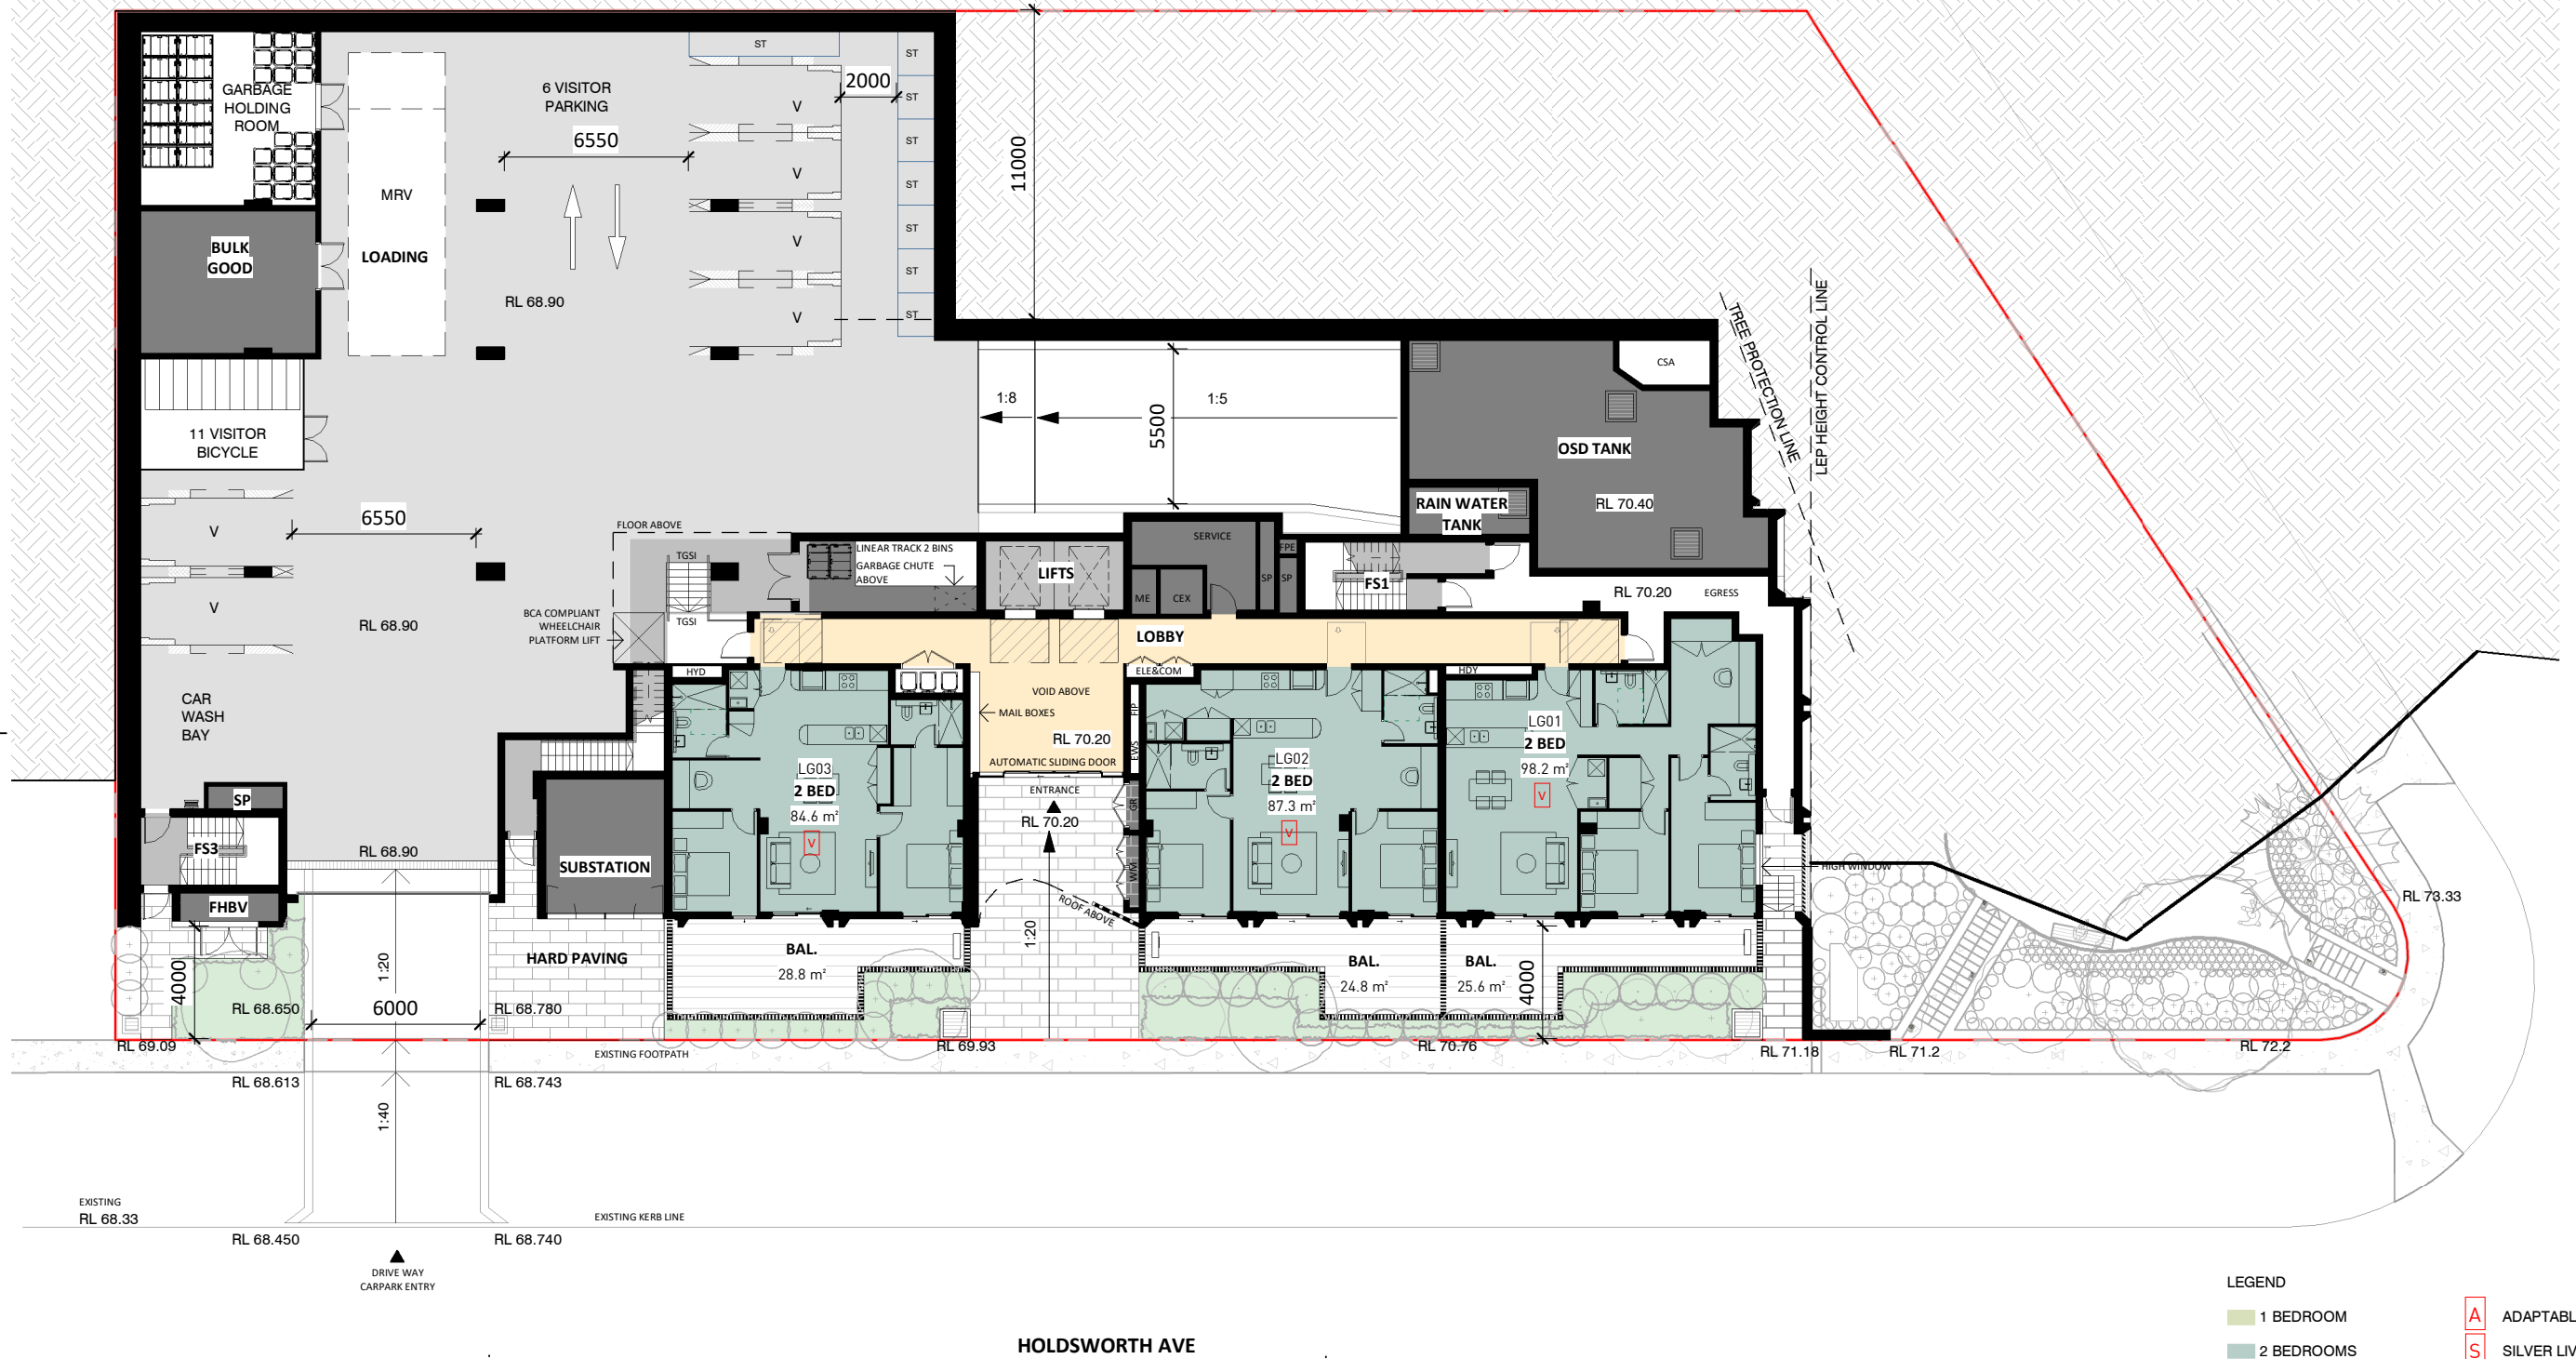 ST
ST
ST
ST
ST
ST
ST
ST
2000
GARBAGE
HOLDING
ROOM
6 VISITOR
PARKING
6550
V
V
V
V
11000
MRV
LOADING
BULK
GOOD
RL 68.90
TREE PROTECTION LINE
LEP HEIGHT CONTROL LINE
CSA
1:8
1:5
5500
11 VISITOR
BICYCLE
OSD TANK
RL 70.40
RAIN WATER
TANK
V
6550
V
RL 68.90
FLOOR ABOVE
TGSI
TGSI
LINEAR TRACK 2 BINS
GARBAGE CHUTE
ABOVE
LIFTS
SERVICE
ME
CEX
SP
SP
FPE
FS1
RL 70.20
EGRESS
BCA COMPLIANT
WHEELCHAIR
PLATFORM LIFT
LOBBY
HYD
ELE&COM
HDY
VOID ABOVE
MAIL BOXES
RL 70.20
AUTOMATIC SLIDING DOOR
FIP
EWS
CAR
WASH
BAY
LG03
2 BED
84.6 m²
V
LG02
2 BED
87.3 m²
V
LG01
2 BED
98.2 m²
V
ENTRANCE
RL 70.20
GR
WM
SP
FS3
RL 68.90
SUBSTATION
FHBV
HIGH WINDOW
ROOF ABOVE
RL 73.33
HARD PAVING
BAL.
28.8 m²
1:20
BAL.
24.8 m²
BAL.
25.6 m²
4000
4000
1:20
RL 68.650
6000
RL 68.780
RL 69.09
EXISTING FOOTPATH
RL 69.93
RL 70.76
RL 71.18
RL 71.2
RL 72.2
RL 68.613
RL 68.743
1:40
EXISTING
RL 68.33
EXISTING KERB LINE
RL 68.450
RL 68.740
DRIVE WAY
CARPARK ENTRY
HOLDSWORTH AVE
LEGEND
1 BEDROOM
2 BEDROOMS
A ADAPTABL
S SILVER LIV